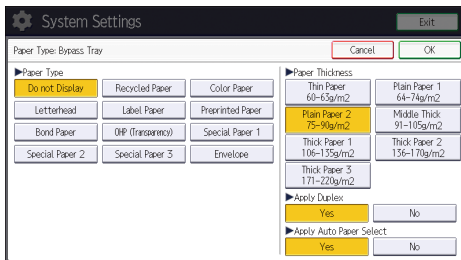 System Settings
Exit
Paper Type: Bypass Tray
Cancel
OK
▶Paper Type
Do not Display
Recycled Paper
Color Paper
Letterhead
Label Paper
Preprinted Paper
Bond Paper
OHP (Transparency)
Special Paper 1
Special Paper 2
Special Paper 3
Envelope
▶Paper Thickness
Thin Paper
60-63g/m2
Plain Paper 1
64-74g/m2
Plain Paper 2
75-90g/m2
Middle Thick
91-105g/m2
Thick Paper 1
106-135g/m2
Thick Paper 2
136-170g/m2
Thick Paper 3
171-220g/m2
▶Apply Duplex
Yes
No
▶Apply Auto Paper Select
Yes
No